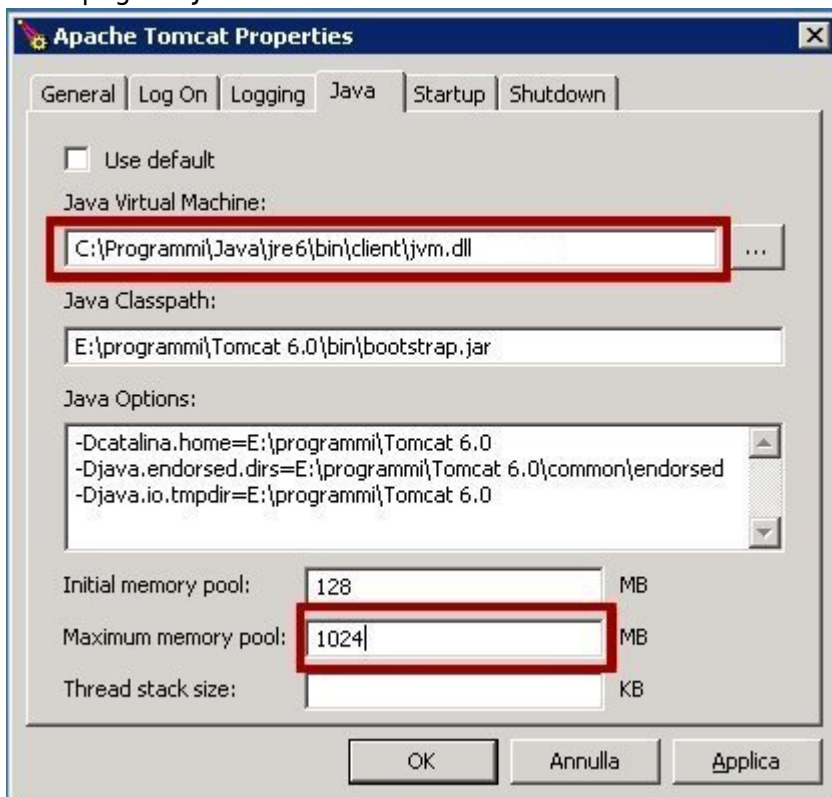 Apache Tomcat Properties
General Log On Logging Java Startup Shutdown
Use default
Java Virtual Machine:
C:\Programmi\Java\jre6\bin\client\jvm.dll
...
Java Classpath:
E:\programmi\Tomcat 6.0\bin\bootstrap.jar
Java Options:
-Dcatalina.home=E:\programmi\Tomcat 6.0
-Djava.endorsed.dirs=E:\programmi\Tomcat 6.0\common\endorsed
-Djava.io.tmpdir=E:\programmi\Tomcat 6.0
Initial memory pool: 128 MB
Maximum memory pool: 1024 MB
Thread stack size: KB
OK Annulla Applica